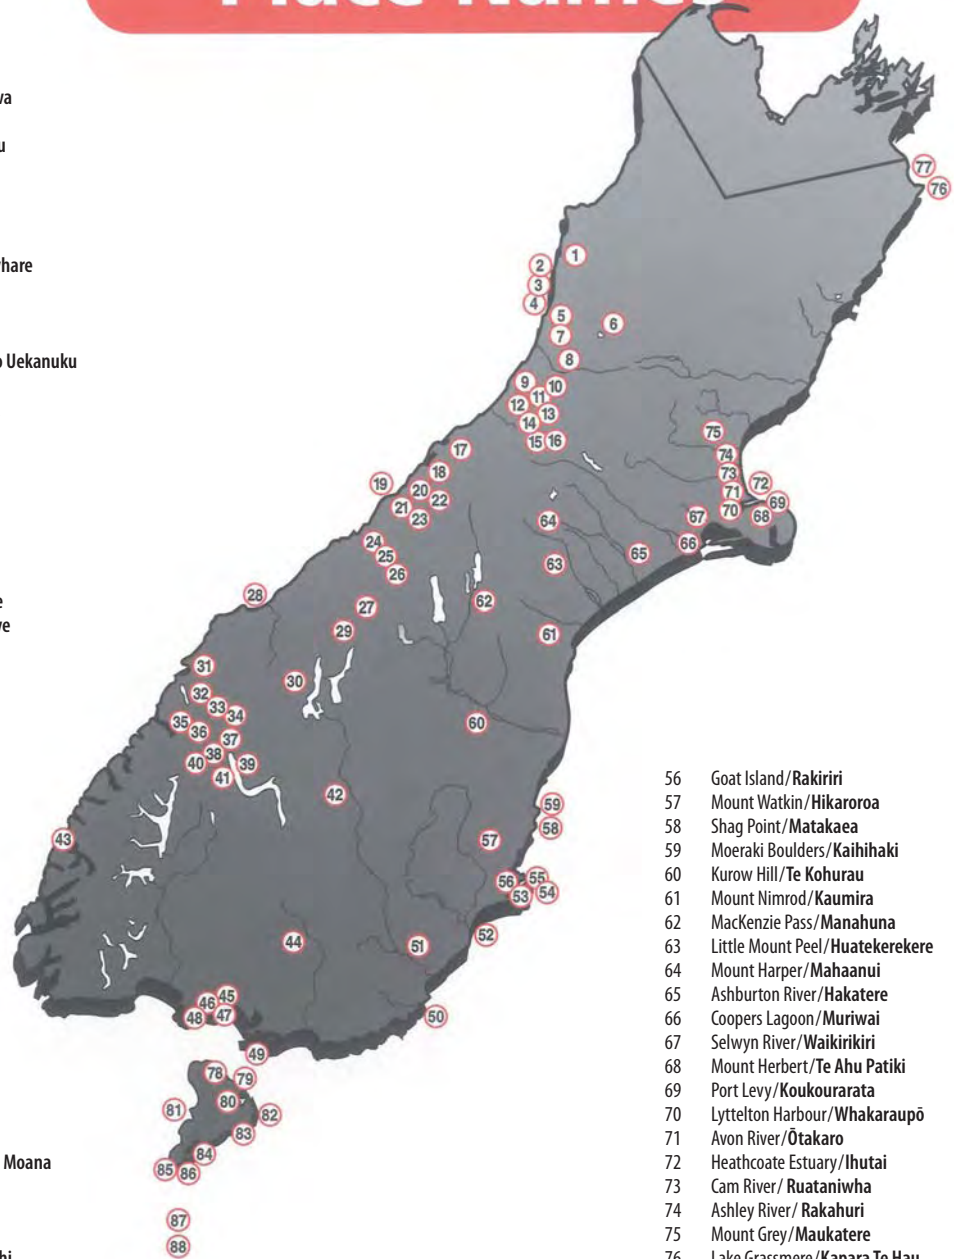 Place Names
va
u
hare
o Uekanuku
e
ve
Moana
hi
77
76
1
2
3
4
5
6
7
8
9
10
11
12
13
14
15
16
17
18
19
20
21
22
23
24
25
26
27
28
29
30
31
32
33
34
35
36
37
38
39
40
41
42
43
44
45
46
47
48
49
50
51
52
53
54
55
56
57
58
59
60
61
62
63
64
65
66
67
68
69
70
71
72
73
74
75
78
79
80
81
82
83
84
85
86
87
88
56 Goat Island/Rakiriri
57 Mount Watkin/Hikaroroa
58 Shag Point/Matakaea
59 Moeraki Boulders/Kaihihaki
60 Kurow Hill/Te Kohurau
61 Mount Nimrod/Kaumira
62 MacKenzie Pass/Manahuna
63 Little Mount Peel/Huatekerekere
64 Mount Harper/Mahaanui
65 Ashburton River/Hakatere
66 Coopers Lagoon/Muriwai
67 Selwyn River/Waikirikiri
68 Mount Herbert/Te Ahu Patiki
69 Port Levy/Koukourarata
70 Lyttelton Harbour/Whakaraupō
71 Avon River/Ōtakaro
72 Heathcoate Estuary/Ihutai
73 Cam River/ Ruataniwha
74 Ashley River/ Rakahuri
75 Mount Grey/Maukatere
76 Lake Grassmere/Kapara Te Hau